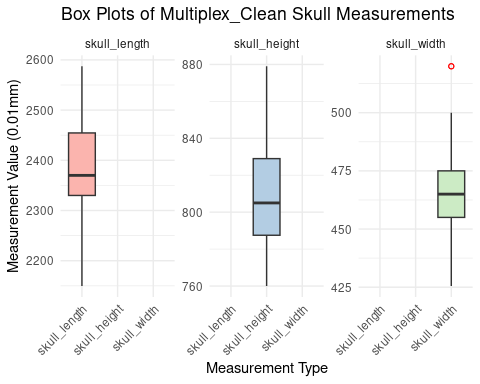 Box Plots of Multiplex_Clean Skull Measurements
skull_length
skull_height
skull_width
Measurement Value (0.01mm)
2600
2500
2400
2300
2200
880
840
800
760
500
475
450
425
skull_length
skull_height
skull_width
skull_length
skull_height
skull_width
skull_length
skull_height
skull_width
Measurement Type